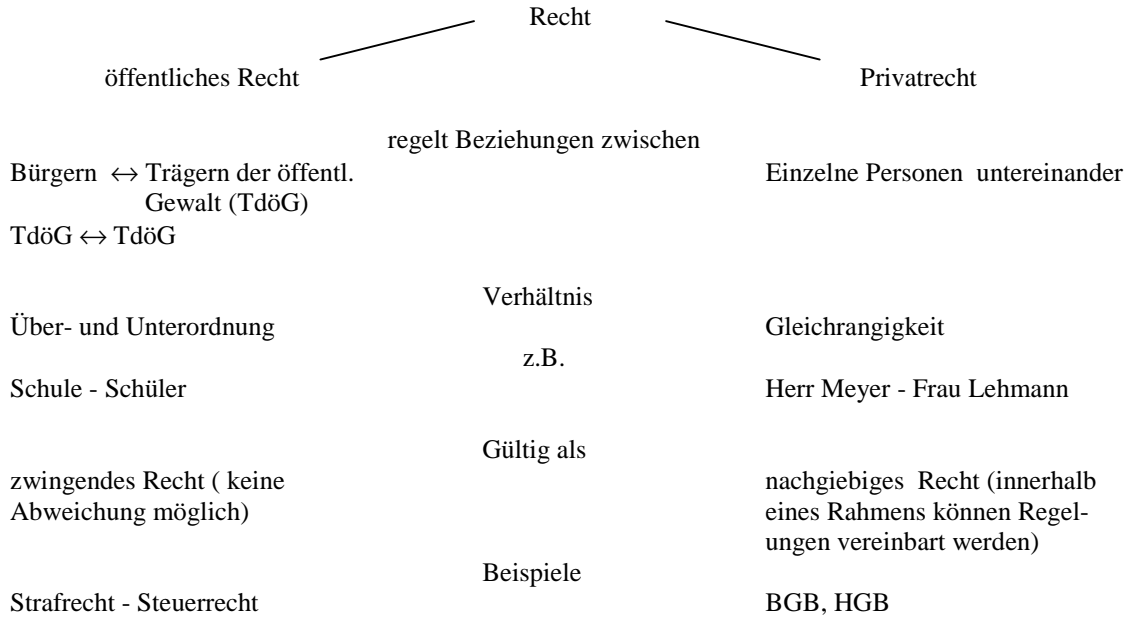 Recht
öffentliches Recht Privatrecht
regelt Beziehungen zwischen
Bürgern ↔ Trägern der öffentl. Einzelne Personen untereinander
Gewalt (TdöG)
TdöG ↔ TdöG
Verhältnis
Über- und Unterordnung Gleichrangigkeit
z.B.
Schule - Schüler Herr Meyer - Frau Lehmann
Gültig als
zwingendes Recht ( keine nachgiebiges Recht (innerhalb
Abweichung möglich) eines Rahmens können Regel-
ungen vereinbart werden)
Beispiele
Strafrecht - Steuerrecht BGB, HGB